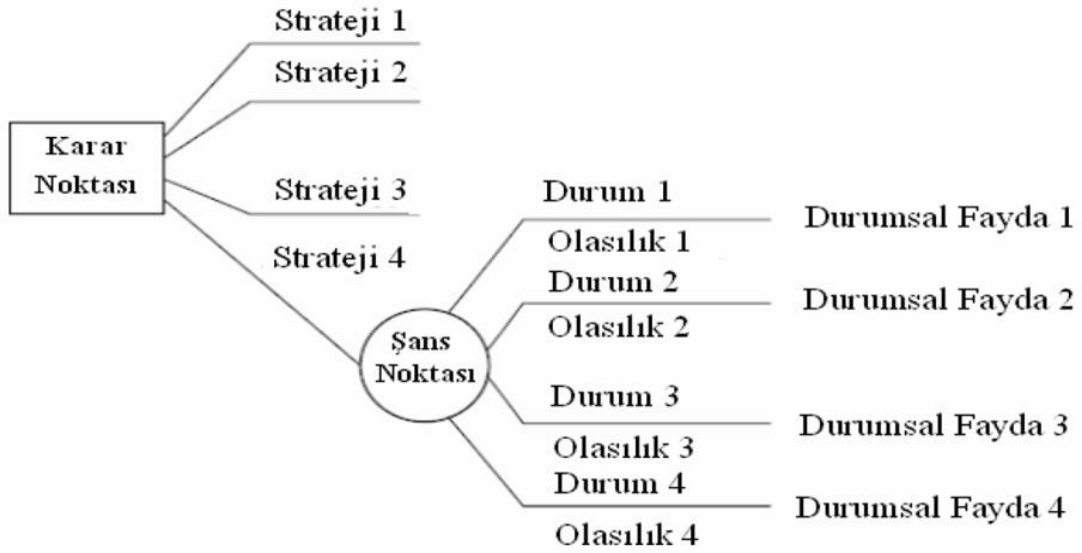 Strateji 1
Strateji 2
Karar
Noktası
Strateji 3
Strateji 4
Şans
Noktası
Durum 1
Olasılık 1
Durumsal Fayda 1
Durum 2
Olasılık 2
Durumsal Fayda 2
Durum 3
Olasılık 3
Durumsal Fayda 3
Durum 4
Olasılık 4
Durumsal Fayda 4